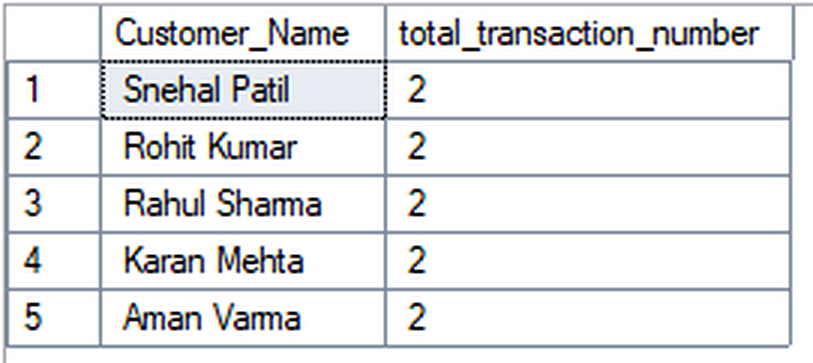 Customer_Name total_transaction_number
1 Snehal Patil 2
2 Rohit Kumar 2
3 Rahul Sharma 2
4 Karan Mehta 2
5 Aman Varma 2